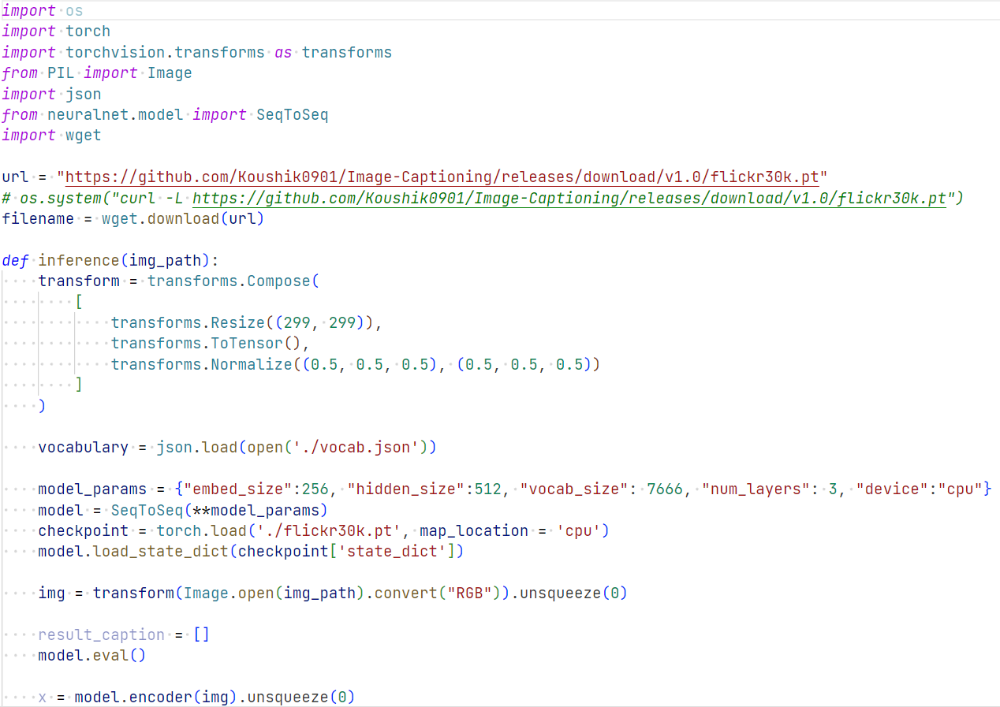 import os
import torch
import torchvision.transforms as transforms
from PIL import Image
import json
from neuralnet.model import SeqToSeq
import wget

url = "https://github.com/Koushik0901/Image-Captioning/releases/download/v1.0/flickr30k.pt"
# os.system("curl -L https://github.com/Koushik0901/Image-Captioning/releases/download/v1.0/flickr30k.pt")
filename = wget.download(url)

def inference(img_path):
    transform = transforms.Compose(
        [
            transforms.Resize((299, 299)),
            transforms.ToTensor(),
            transforms.Normalize((0.5, 0.5, 0.5), (0.5, 0.5, 0.5))
        ]
    )

    vocabulary = json.load(open('./vocab.json'))

    model_params = {"embed_size":256, "hidden_size":512, "vocab_size": 7666, "num_layers": 3, "device":"cpu"}
    model = SeqToSeq(**model_params)
    checkpoint = torch.load('./flickr30k.pt', map_location = 'cpu')
    model.load_state_dict(checkpoint['state_dict'])

    img = transform(Image.open(img_path).convert("RGB")).unsqueeze(0)

    result_caption = []
    model.eval()

    x = model.encoder(img).unsqueeze(0)